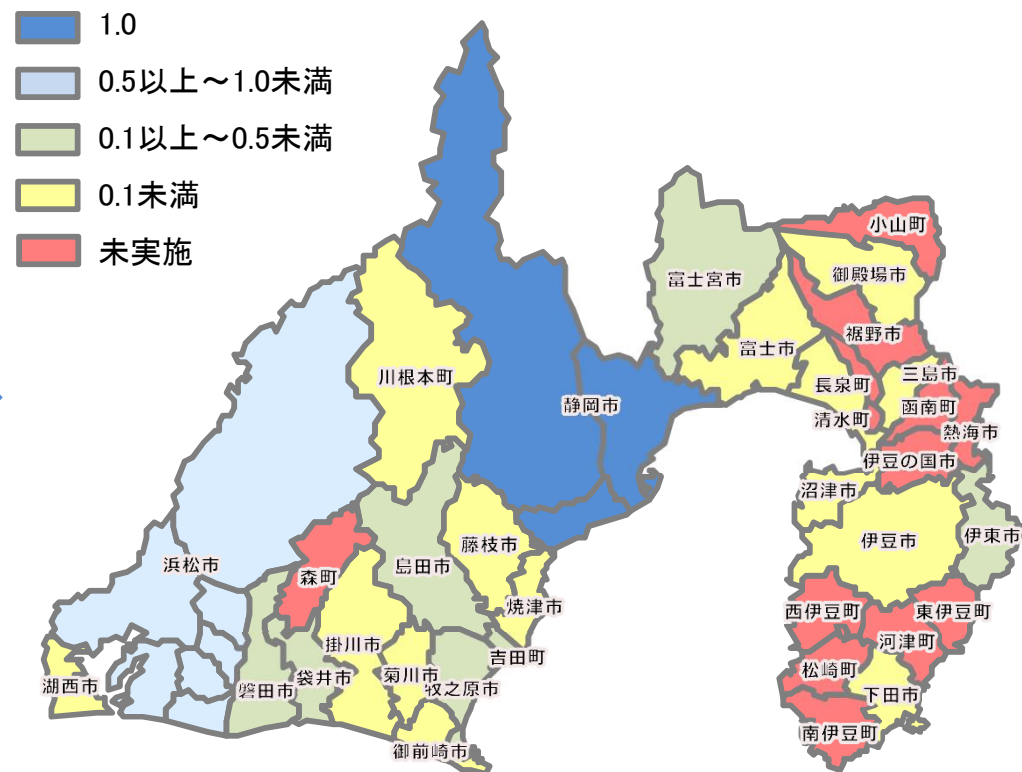 1.0
0.5以上～1.0未満
0.1以上～0.5未満
0.1未満
未実施
小山町
御殿場市
富士宮市
裾野市
富士市
三島市
川根本町
長泉町
函南町
静岡市
清水町
熱海市
伊豆の国市
沼津市
伊豆市
伊東市
藤枝市
浜松市
島田市
森町
焼津市
西伊豆町
東伊豆町
河津町
掛川市
吉田町
松崎町
湖西市
磐田市
袋井市
菊川市
牧之原市
下田市
南伊豆町
御前崎市